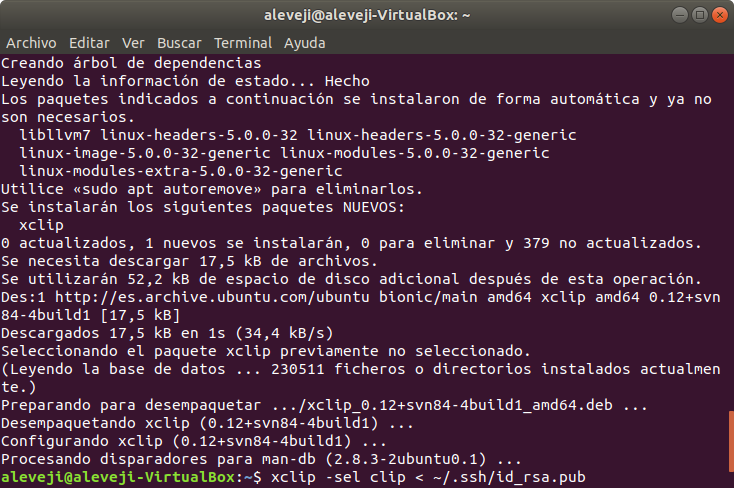 aleveji@aleveji-VirtualBox: ~
Archivo Editar Ver Buscar Terminal Ayuda
Creando árbol de dependencias
Leyendo la información de estado... Hecho
Los paquetes indicados a continuación se instalaron de forma automática y ya no
son necesarios.
  libllvm7 linux-headers-5.0.0-32 linux-headers-5.0.0-32-generic
  linux-image-5.0.0-32-generic linux-modules-5.0.0-32-generic
  linux-modules-extra-5.0.0-32-generic
Utilice «sudo apt autoremove» para eliminarlos.
Se instalarán los siguientes paquetes NUEVOS:
  xclip
0 actualizados, 1 nuevos se instalarán, 0 para eliminar y 379 no actualizados.
Se necesita descargar 17,5 kB de archivos.
Se utilizarán 52,2 kB de espacio de disco adicional después de esta operación.
Des:1 http://es.archive.ubuntu.com/ubuntu bionic/main amd64 xclip amd64 0.12+svn
84-4build1 [17,5 kB]
Descargados 17,5 kB en 1s (34,4 kB/s)
Seleccionando el paquete xclip previamente no seleccionado.
(Leyendo la base de datos ... 230511 ficheros o directorios instalados actualmen
te.)
Preparando para desempaquetar .../xclip_0.12+svn84-4build1_amd64.deb ...
Desempaquetando xclip (0.12+svn84-4build1) ...
Configurando xclip (0.12+svn84-4build1) ...
Procesando disparadores para man-db (2.8.3-2ubuntu0.1) ...
aleveji@aleveji-VirtualBox:~$ xclip -sel clip < ~/.ssh/id_rsa.pub